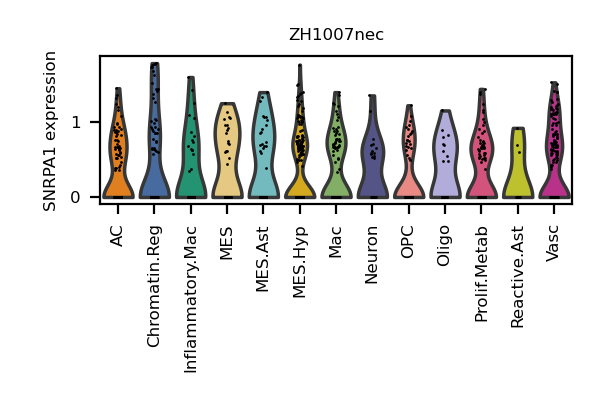 ZH1007nec
SNRPA1 expression
1
0
AC
Chromatin.Reg
Inflammatory.Mac
MES
MES.Ast
MES.Hyp
Mac
Neuron
OPC
Oligo
Prolif.Metab
Reactive.Ast
Vasc